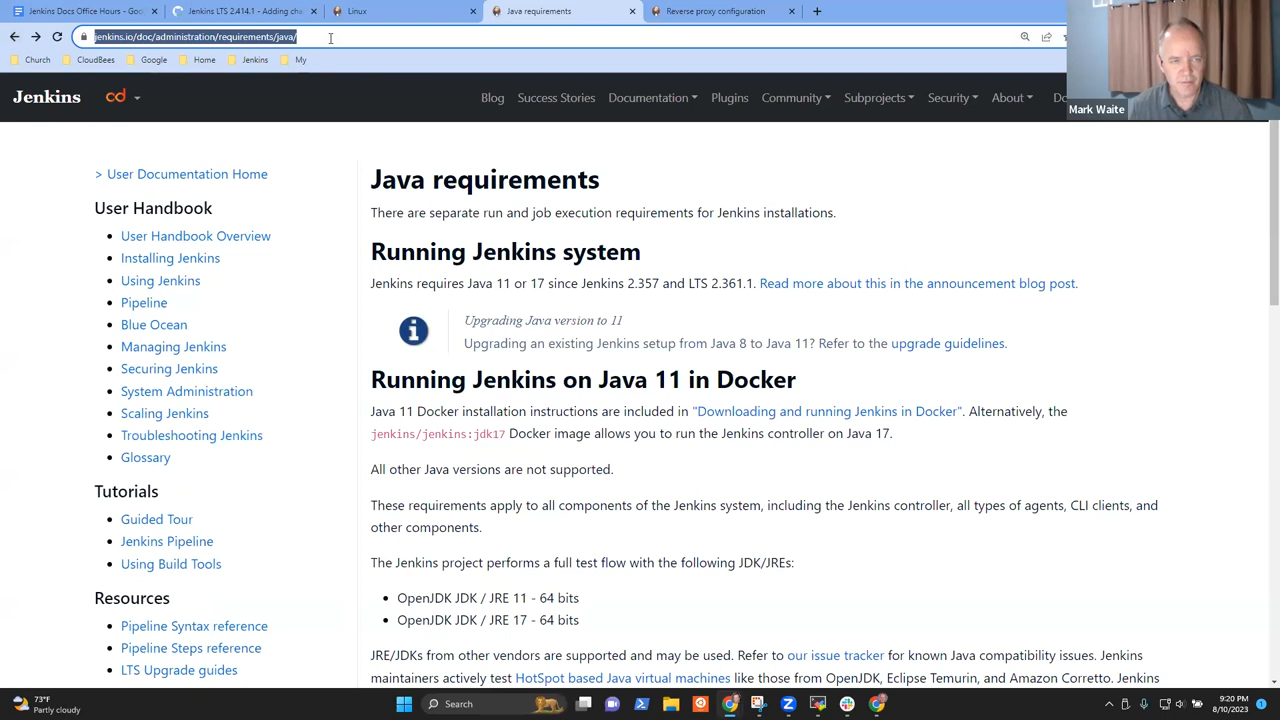 Jenkins Docs Office Hours - Goo
Jenkins LTS 2.414.1 - Adding cha
Linux
Java requirements
Reverse proxy configuration
jenkins.io/doc/administration/requirements/java/
Church
CloudBees
Google
Home
Jenkins
My
Jenkins
cd
Blog
Success Stories
Documentation
Plugins
Community
Subprojects
Security
About
Do
Mark Waite
> User Documentation Home
User Handbook
User Handbook Overview
Installing Jenkins
Using Jenkins
Pipeline
Blue Ocean
Managing Jenkins
Securing Jenkins
System Administration
Scaling Jenkins
Troubleshooting Jenkins
Glossary
Tutorials
Guided Tour
Jenkins Pipeline
Using Build Tools
Resources
Pipeline Syntax reference
Pipeline Steps reference
LTS Upgrade guides
Java requirements
There are separate run and job execution requirements for Jenkins installations.
Running Jenkins system
Jenkins requires Java 11 or 17 since Jenkins 2.357 and LTS 2.361.1. Read more about this in the announcement blog post.
Upgrading Java version to 11
Upgrading an existing Jenkins setup from Java 8 to Java 11? Refer to the upgrade guidelines.
Running Jenkins on Java 11 in Docker
Java 11 Docker installation instructions are included in "Downloading and running Jenkins in Docker". Alternatively, the
jenkins/jenkins:jdk17 Docker image allows you to run the Jenkins controller on Java 17.
All other Java versions are not supported.
These requirements apply to all components of the Jenkins system, including the Jenkins controller, all types of agents, CLI clients, and
other components.
The Jenkins project performs a full test flow with the following JDK/JREs:
OpenJDK JDK / JRE 11 - 64 bits
OpenJDK JDK / JRE 17 - 64 bits
JRE/JDKs from other vendors are supported and may be used. Refer to our issue tracker for known Java compatibility issues. Jenkins
maintainers actively test HotSpot based Java virtual machines like those from OpenJDK, Eclipse Temurin, and Amazon Corretto. Jenkins
73°F
Partly cloudy
Search
9:20 PM
8/10/2023